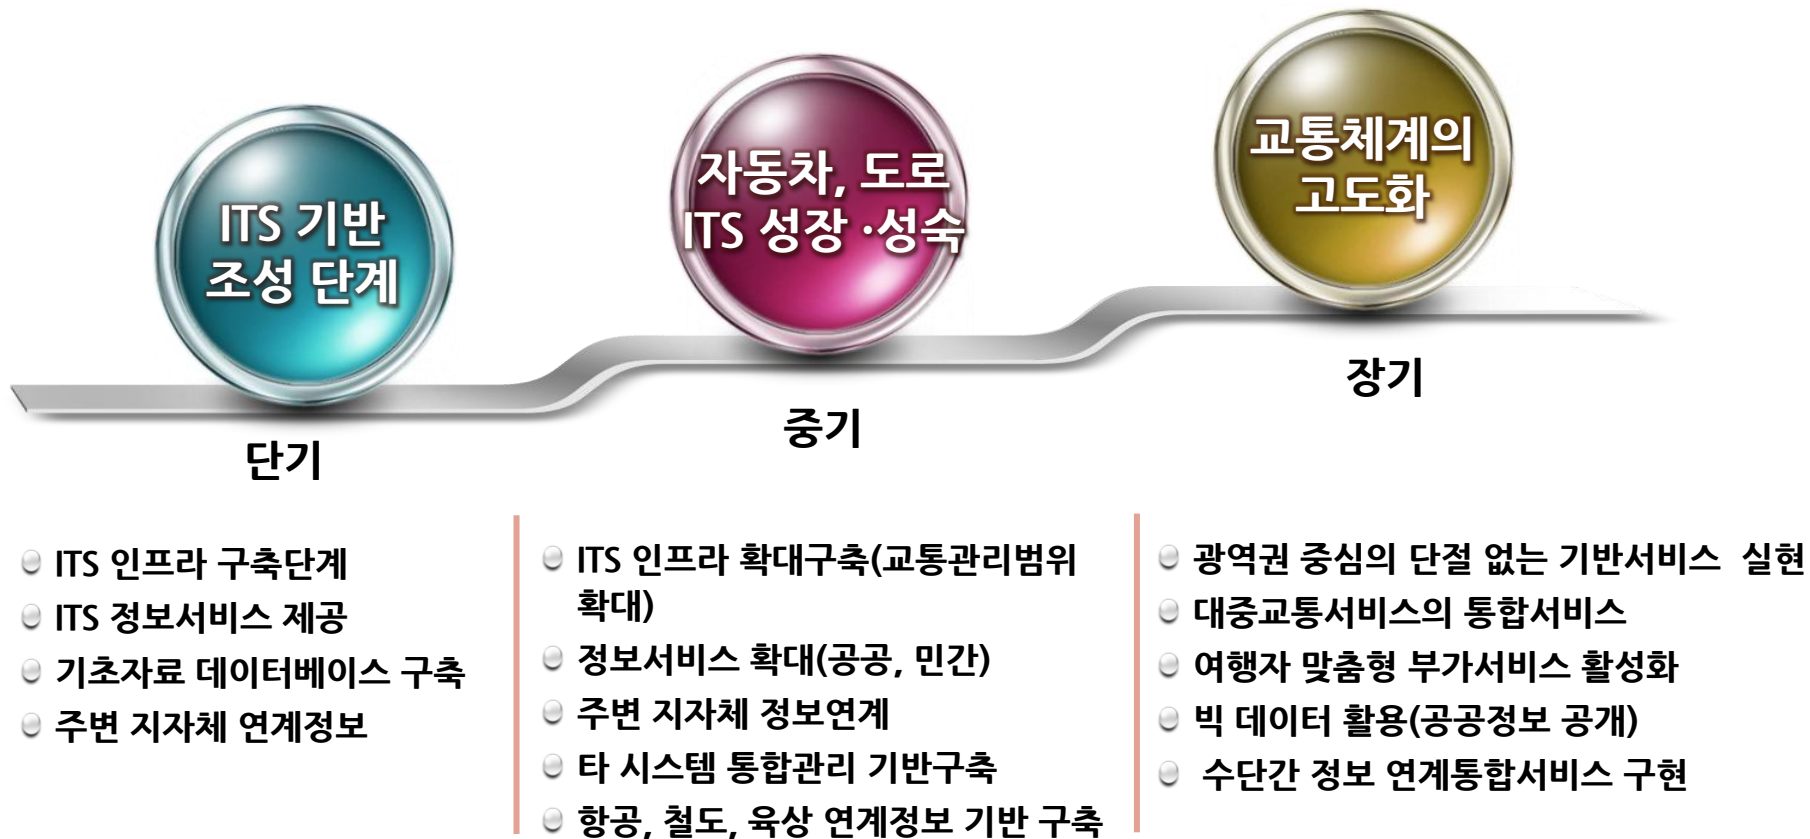 ITS 기반
조성 단계
자동차, 도로
ITS 성장 ·성숙
교통체계의
고도화
단기
중기
장기
ITS 인프라 구축단계
ITS 정보서비스 제공
기초자료 데이터베이스 구축
주변 지자체 연계정보
ITS 인프라 확대구축(교통관리범위
확대)
정보서비스 확대(공공, 민간)
주변 지자체 정보연계
타 시스템 통합관리 기반구축
항공, 철도, 육상 연계정보 기반 구축
광역권 중심의 단절 없는 기반서비스 실현
대중교통서비스의 통합서비스
여행자 맞춤형 부가서비스 활성화
빅 데이터 활용(공공정보 공개)
수단간 정보 연계통합서비스 구현